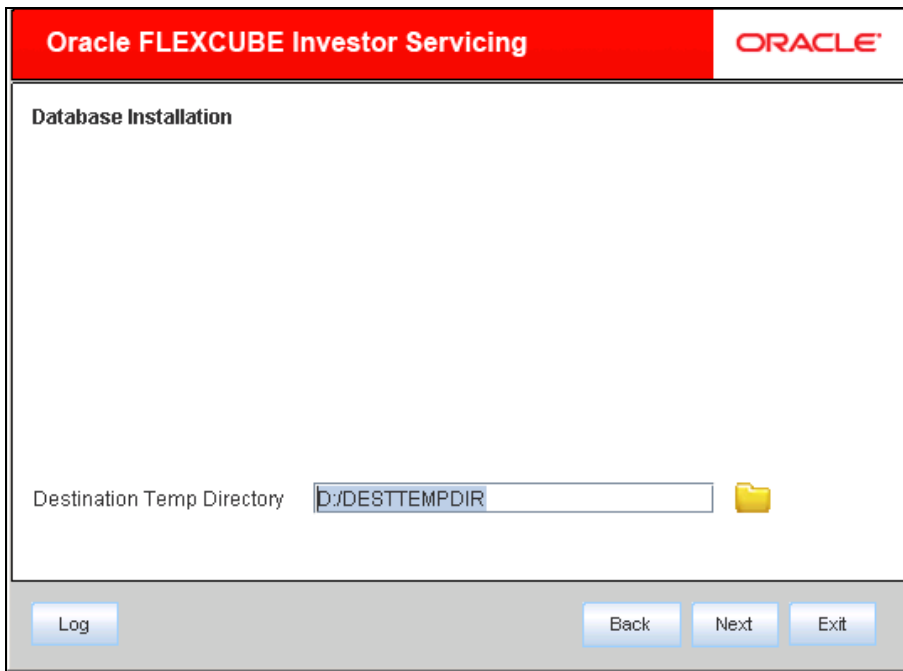 Oracle FLEXCUBE Investor Servicing
ORACLE
Database Installation
Destination Temp Directory D:/DESTTEMPDIR
Log Back Next Exit